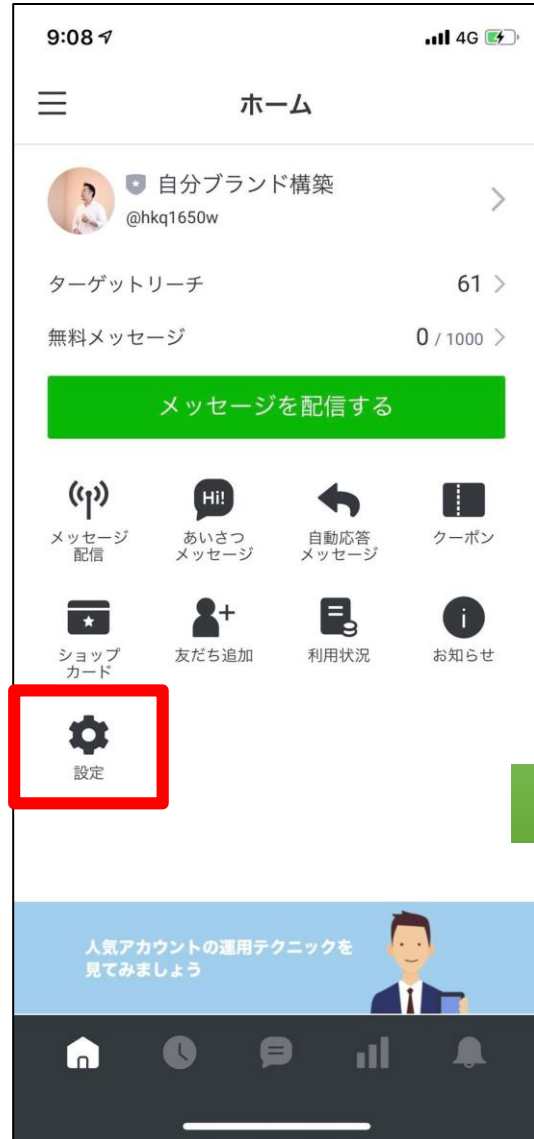 9:08
4G
ホーム
自分ブランド構築
@hkq1650w
ターゲットリーチ 61
無料メッセージ 0 / 1000
メッセージを配信する
メッセージ
配信
Hi!
あいさつ
メッセージ
自動応答
メッセージ
クーポン
ショップ
カード
友だち追加
利用状況
お知らせ
設定
人気アカウントの運用テクニックを
見てみましょう